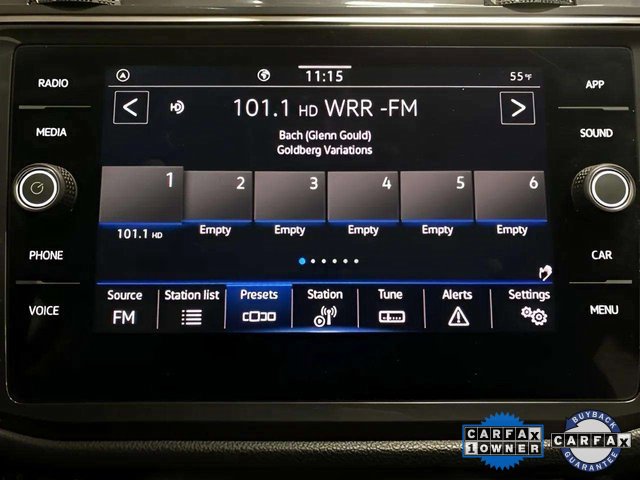 11:15
55°F
RADIO
APP
101.1 HD WRR -FM
HD
MEDIA
SOUND
Bach (Glenn Gould)
Goldberg Variations
1 2 3 4 5 6
101.1 HD Empty Empty Empty Empty Empty
PHONE
CAR
Source Station list Presets Station Tune Alerts Settings
FM
VOICE
MENU
CARFAX
1 OWNER
BUYBACK
CARFAX
GUARANTEE